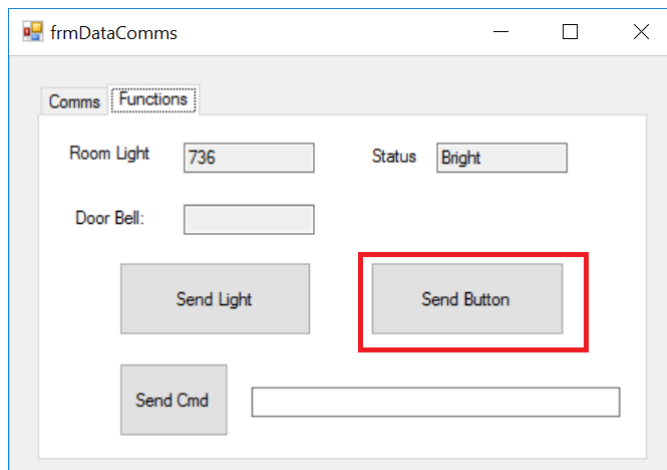 frmDataComms
Comms Functions
Room Light 736 Status Bright
Door Bell:
Send Light Send Button
Send Cmd